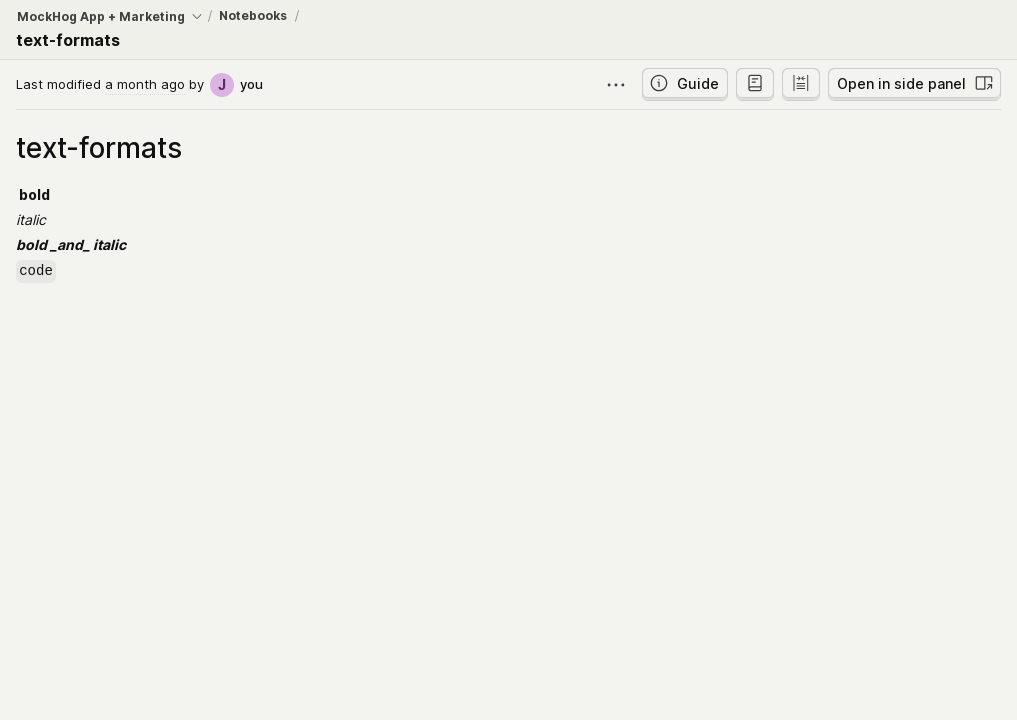 MockHog App + Marketing / Notebooks /
text-formats
Last modified a month ago by J you
Guide
Open in side panel
text-formats
bold
italic
bold _and_ italic
code